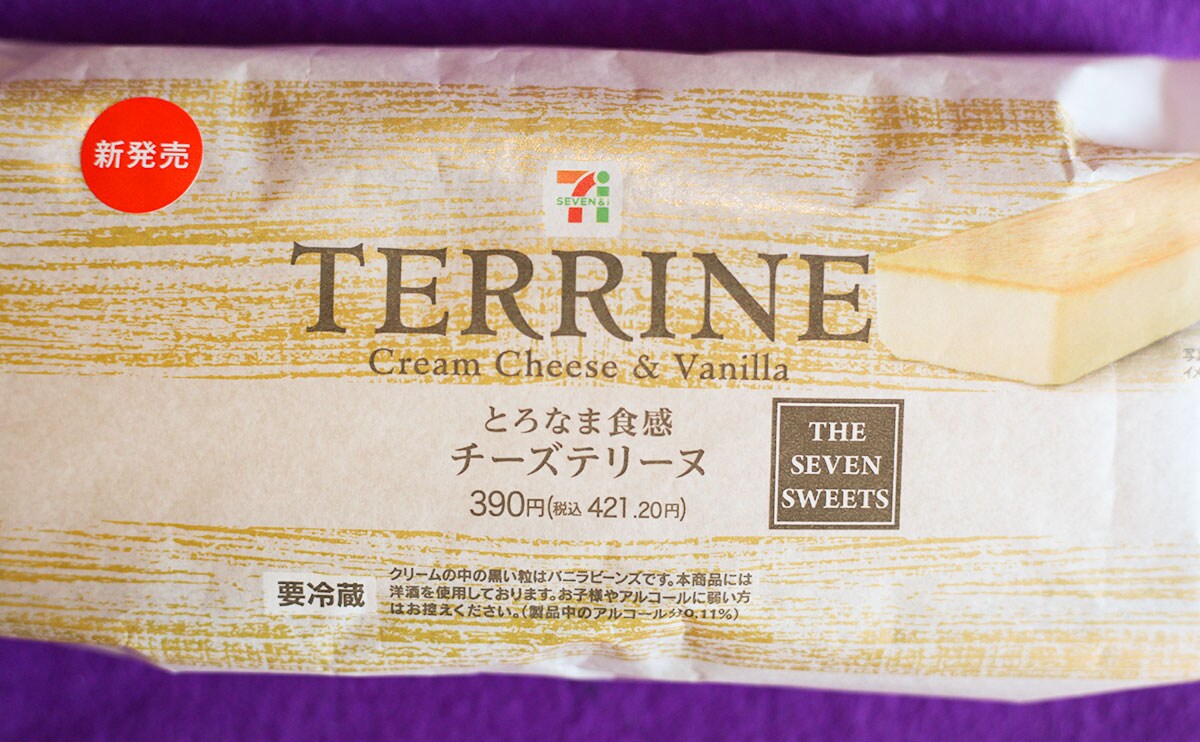 新発売
SEVEN&i
TERRINE
Cream Cheese & Vanilla
とろなま食感
チーズテリーヌ
390円(税込 421.20円)
THE
SEVEN
SWEETS
要冷蔵
クリームの中の黒い粒はバニラビーンズです。本商品には
洋酒を使用しております。お子様やアルコールに弱い方
はお控えください。(製品中のアルコール分0.11%)